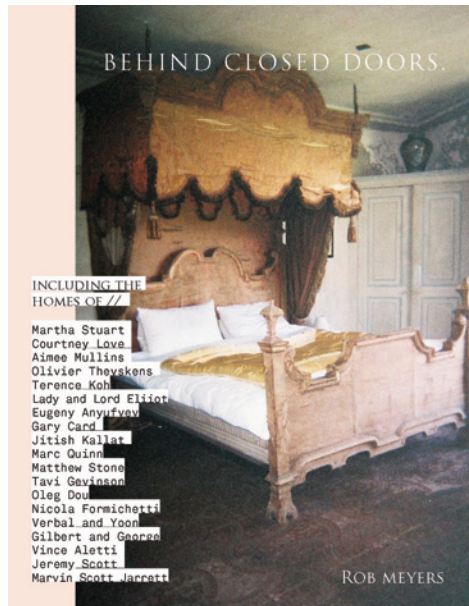 BEHIND CLOSED DOORS.
INCLUDING THE
HOMES OF //
Martha Stuart
Courtney Love
Aimee Mullins
Olivier Theyskens
Terence Koh
Lady and Lord Eliiot
Eugeny Anyufyev
Gary Card
Jitish Kallat
Marc Quinn
Matthew Stone
Tavi Gevinson
Oleg Dou
Nicola Formichetti
Verbal and Yoon
Gilbert and George
Vince Aletti
Jeremy Scott
Marvin Scott Jarrett
ROB MEYERS